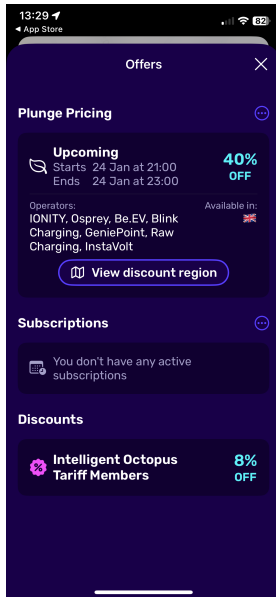 13:29
◀ App Store
82
Offers
Plunge Pricing
Upcoming
Starts 24 Jan at 21:00
Ends 24 Jan at 23:00
40%
OFF
Operators:
Available in:
IONITY, Osprey, Be.EV, Blink
Charging, GeniePoint, Raw
Charging, InstaVolt
View discount region
Subscriptions
You don't have any active
subscriptions
Discounts
Intelligent Octopus
Tariff Members
8%
OFF